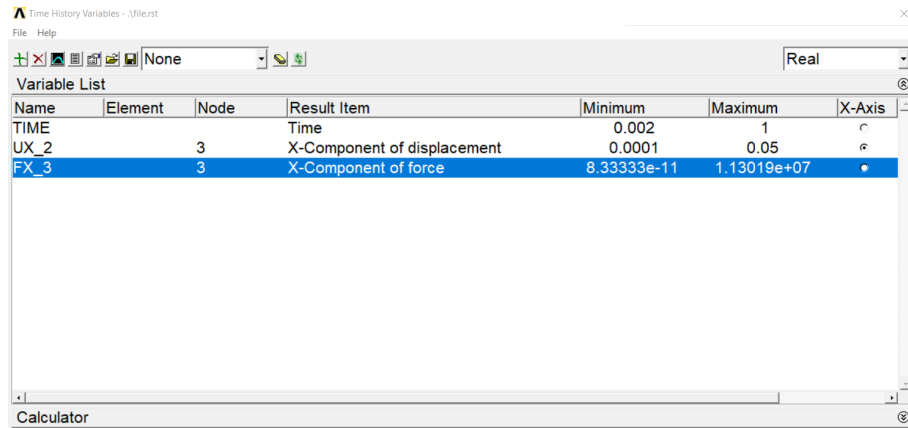 Time History Variables - .\file.rst
File Help
None Real
Variable List
Name Element Node Result Item Minimum Maximum X-Axis
TIME Time 0.002 1
UX_2 3 X-Component of displacement 0.0001 0.05
FX_3 3 X-Component of force 8.33333e-11 1.13019e+07
Calculator